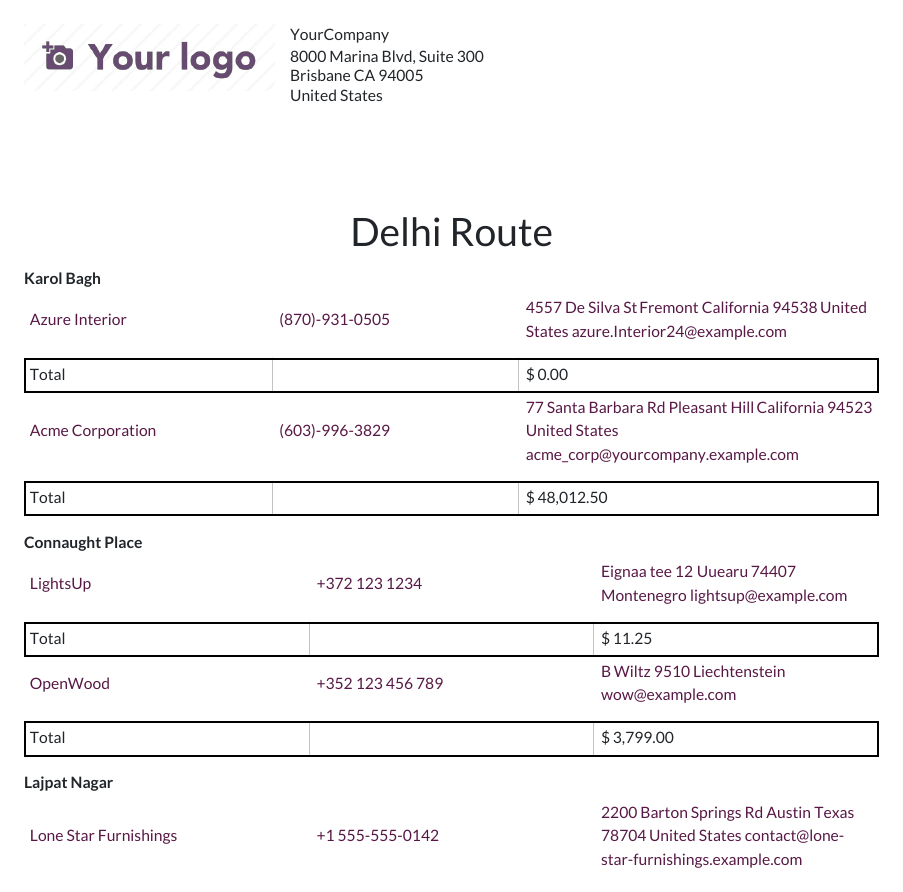 Your logo
YourCompany
8000 Marina Blvd, Suite 300
Brisbane CA 94005
United States
Delhi Route
Karol Bagh
Azure Interior (870)-931-0505 4557 De Silva St Fremont California 94538 United
States azure.Interior24@example.com
Total $ 0.00
Acme Corporation (603)-996-3829 77 Santa Barbara Rd Pleasant Hill California 94523
United States
acme_corp@yourcompany.example.com
Total $ 48,012.50
Connaught Place
LightsUp +372 123 1234 Eignaa tee 12 Uuearu 74407
Montenegro lightsup@example.com
Total $ 11.25
OpenWood +352 123 456 789 B Wiltz 9510 Liechtenstein
wow@example.com
Total $ 3,799.00
Lajpat Nagar
Lone Star Furnishings +1 555-555-0142 2200 Barton Springs Rd Austin Texas
78704 United States contact@lone-
star-furnishings.example.com